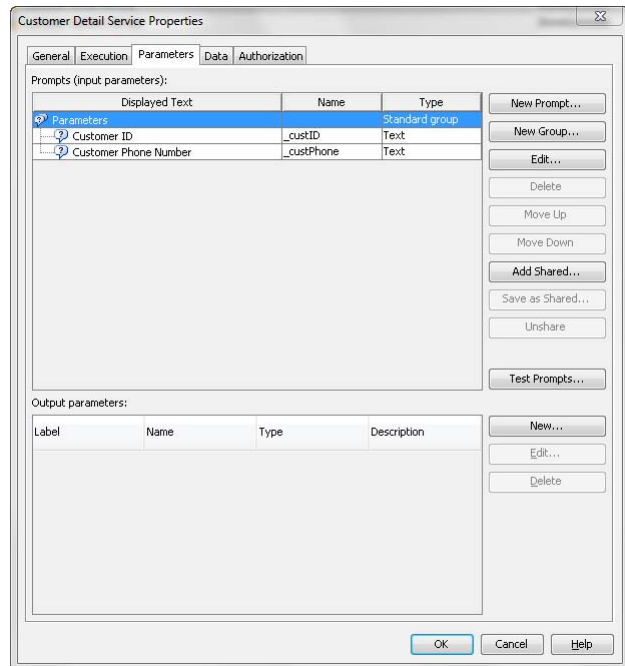 Customer Detail Service Properties
General Execution Parameters Data Authorization
Prompts (input parameters):
Displayed Text Name Type
Parameters Standard group
Customer ID _custID Text
Customer Phone Number _custPhone Text
New Prompt...
New Group...
Edit...
Delete
Move Up
Move Down
Add Shared...
Save as Shared...
Unshare
Test Prompts...
Output parameters:
Label Name Type Description
New...
Edit...
Delete
OK Cancel Help